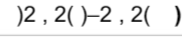 )2 , 2( )–2 , 2( )